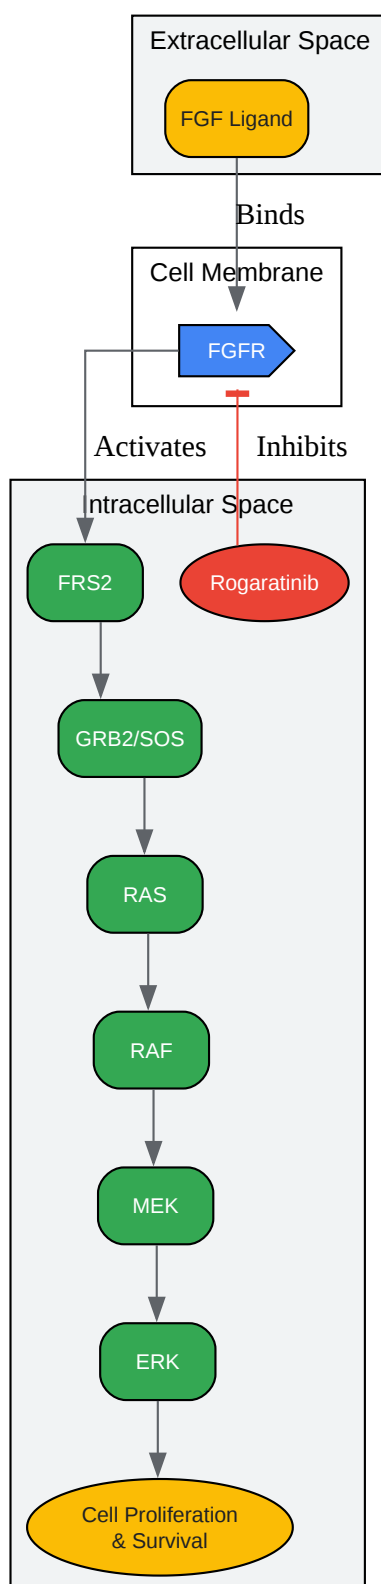 Extracellular Space
FGF Ligand
Binds
Cell Membrane
FGFR
Activates
Inhibits
Intracellular Space
FRS2
Rogaratinib
GRB2/SOS
RAS
RAF
MEK
ERK
Cell Proliferation
& Survival